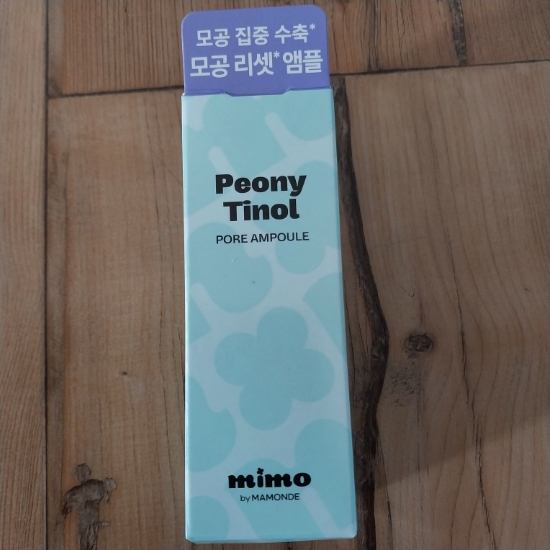 모공 집중 수축*
모공 리셋* 앰플
Peony
Tinol
PORE AMPOULE
mimo
by MAMONDE